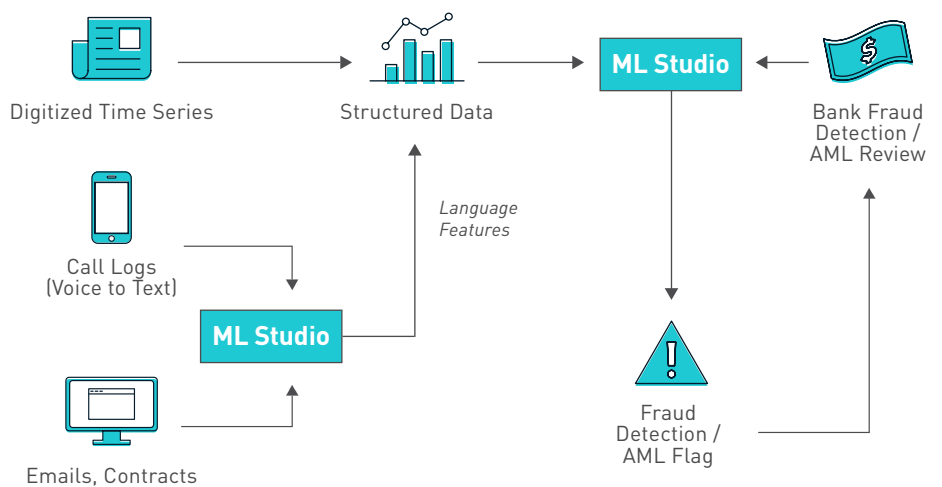 ML Studio
$
Digitized Time Series
Structured Data
Bank Fraud
Detection /
AML Review
Language
Features
Call Logs
(Voice to Text)
ML Studio
Fraud
Detection /
AML Flag
Emails, Contracts